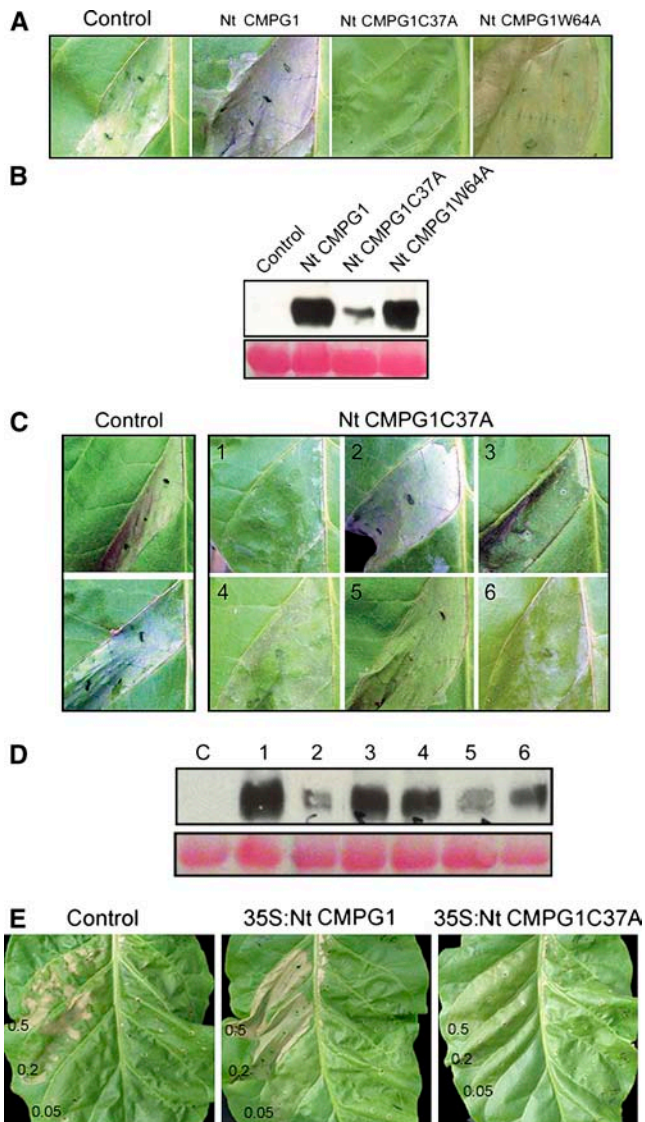 A
Control Nt CMPG1 Nt CMPG1C37A Nt CMPG1W64A
B
Control Nt CMPG1 Nt CMPG1C37A Nt CMPG1W64A
C
Control Nt CMPG1C37A
1 2 3
4 5 6
D
C 1 2 3 4 5 6
E
Control 35S:Nt CMPG1 35S:Nt CMPG1C37A
0.5 0.5 0.5
0.2 0.2 0.2
0.05 0.05 0.05